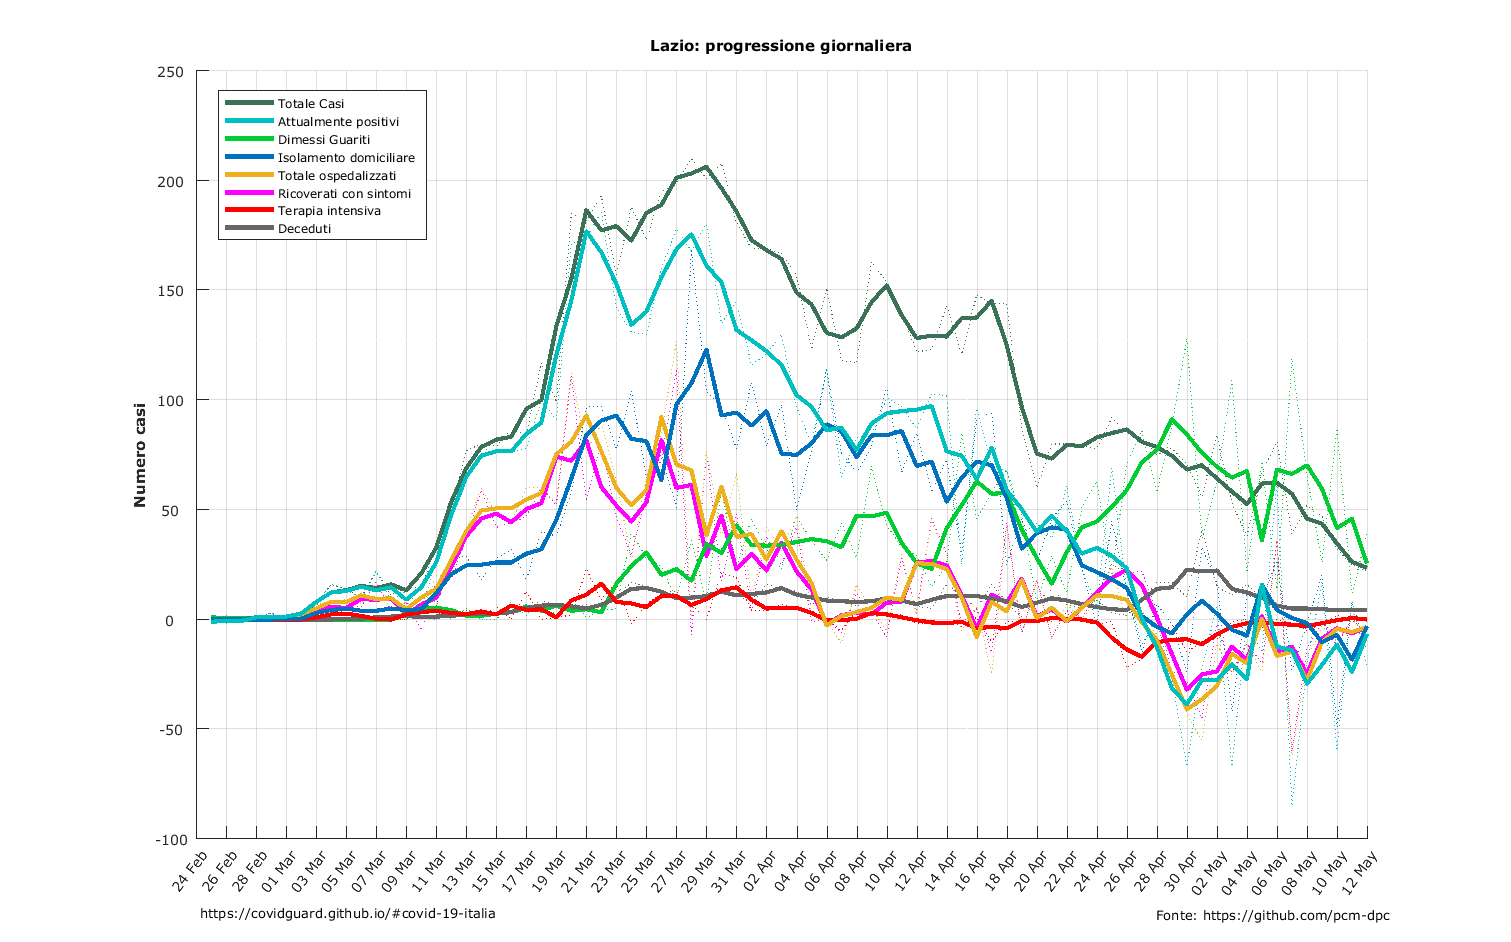 Lazio: progressione giornaliera
250
200
150
100
50
0
-50
-100
Numero casi
Totale Casi
Attualmente positivi
Dimessi Guariti
Isolamento domiciliare
Totale ospedalizzati
Ricoverati con sintomi
Terapia intensiva
Deceduti
24 Feb
26 Feb
28 Feb
01 Mar
03 Mar
05 Mar
07 Mar
09 Mar
11 Mar
13 Mar
15 Mar
17 Mar
19 Mar
21 Mar
23 Mar
25 Mar
27 Mar
29 Mar
31 Mar
02 Apr
04 Apr
06 Apr
08 Apr
10 Apr
12 Apr
14 Apr
16 Apr
18 Apr
20 Apr
22 Apr
24 Apr
26 Apr
28 Apr
30 Apr
02 May
04 May
06 May
08 May
10 May
12 May
https://covidguard.github.io/#covid-19-italia
Fonte: https://github.com/pcm-dpc